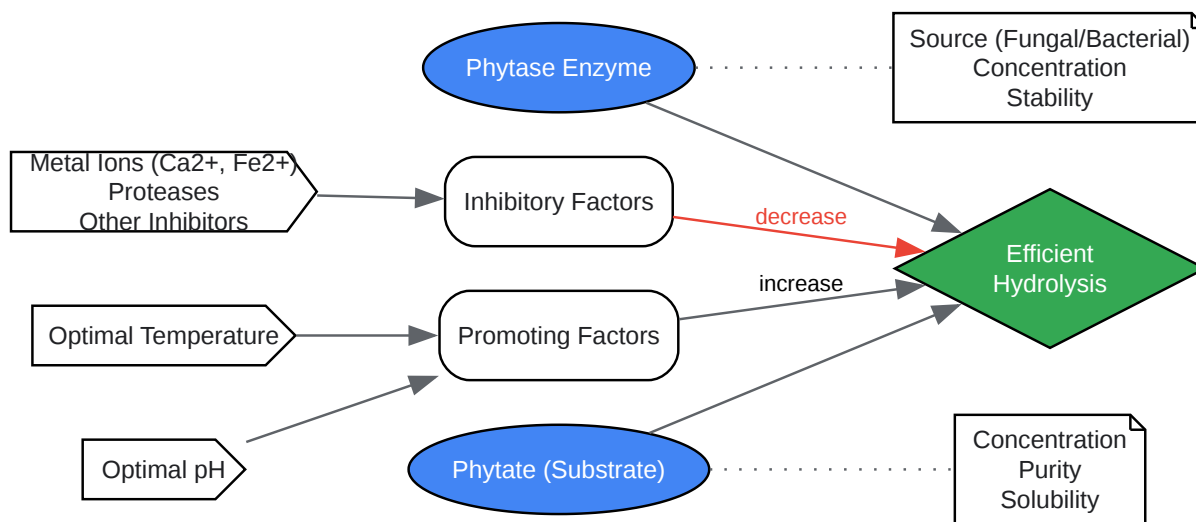 Phytase Enzyme
Source (Fungal/Bacterial)
Concentration
Stability
Metal Ions (Ca2+, Fe2+)
Proteases
Other Inhibitors
Inhibitory Factors
decrease
Efficient
Hydrolysis
increase
Optimal Temperature
Promoting Factors
Optimal pH
Phytate (Substrate)
Concentration
Purity
Solubility